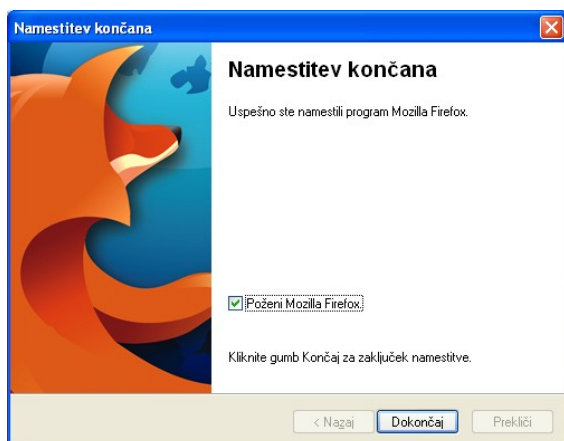 Namestitev končana
Namestitev končana
Uspešno ste namestili program Mozilla Firefox.
Poženi Mozilla Firefox.
Kliknite gumb Končaj za zaključek namestitve.
< Nazaj Dokončaj Prekliči